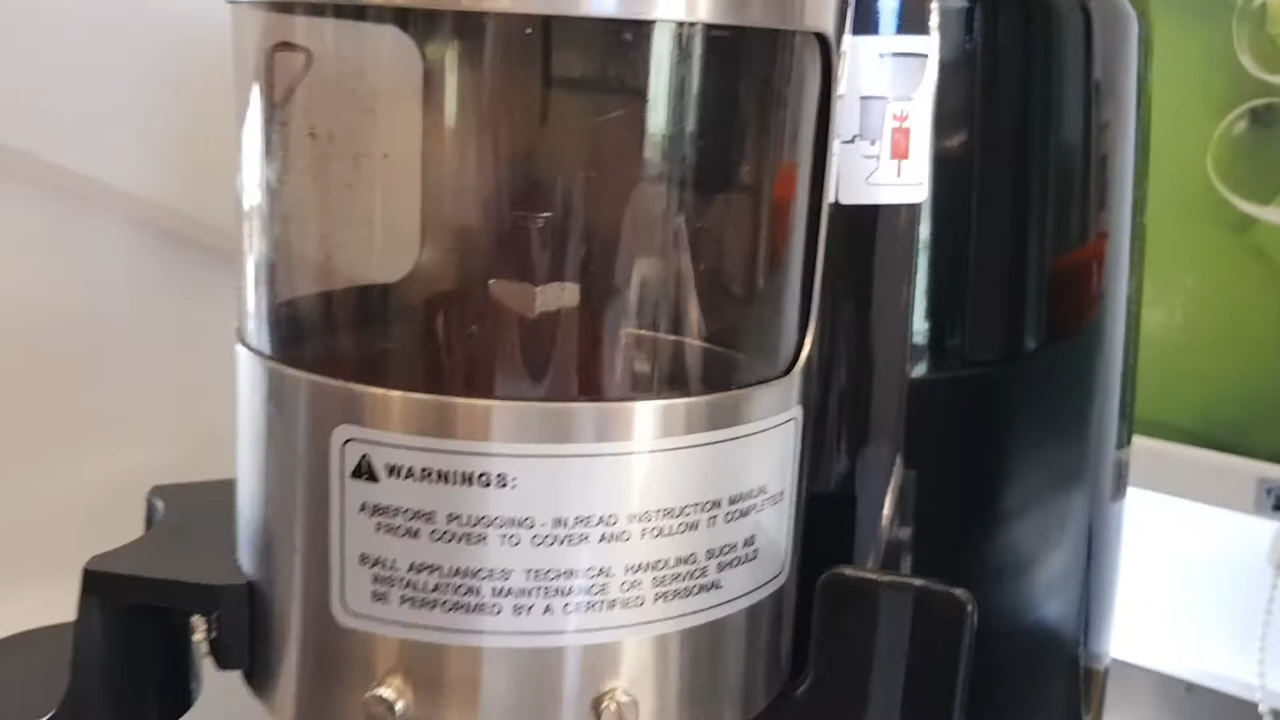 WARNINGS:
A)BEFORE PLUGGING - IN,READ INSTRUCTION MANUAL
FROM COVER TO COVER AND FOLLOW IT COMPLETELY
B)ALL APPLIANCES' TECHNICAL HANDLING, SUCH AS
INSTALLATION, MAINTENANCE OR SERVICE SHOULD
BE PERFORMED BY A CERTIFIED PERSONAL